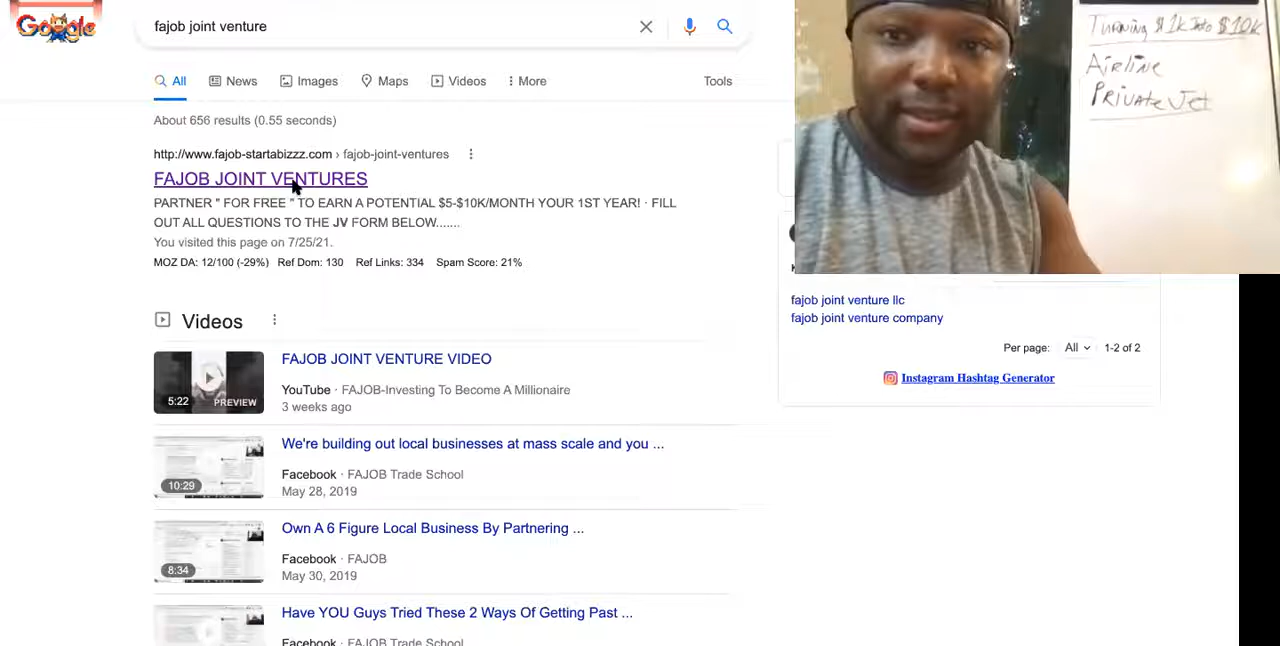 Google
fajob joint venture
All
News
Images
Maps
Videos
More
Tools
About 656 results (0.55 seconds)
http://www.fajob-startabizzz.com › fajob-joint-ventures
FAJOB JOINT VENTURES
PARTNER " FOR FREE " TO EARN A POTENTIAL $5-$10K/MONTH YOUR 1ST YEAR! · FILL
OUT ALL QUESTIONS TO THE JV FORM BELOW.......
You visited this page on 7/25/21.
MOZ DA: 12/100 (-29%) Ref Dom: 130 Ref Links: 334 Spam Score: 21%
Videos
5:22
PREVIEW
FAJOB JOINT VENTURE VIDEO
YouTube · FAJOB-Investing To Become A Millionaire
3 weeks ago
10:29
We're building out local businesses at mass scale and you ...
Facebook · FAJOB Trade School
May 28, 2019
8:34
Own A 6 Figure Local Business By Partnering ...
Facebook · FAJOB
May 30, 2019
Have YOU Guys Tried These 2 Ways Of Getting Past ...
Facebook · FAJOB Trade School
Turning $1k Into $10k
Airline
Private Jet
fajob joint venture llc
fajob joint venture company
Per page: All 1-2 of 2
Instagram Hashtag Generator